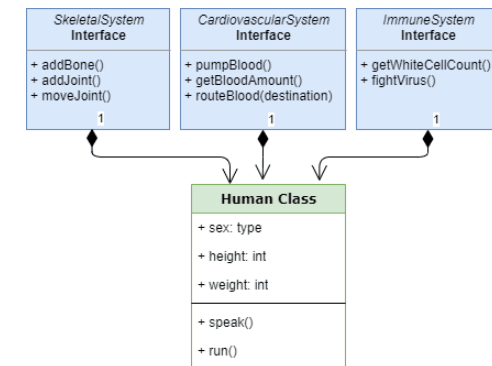 SkeletalSystem
Interface
+ addBone()
+ addJoint()
+ moveJoint()
1
CardiovascularSystem
Interface
+ pumpBlood()
+ getBloodAmount()
+ routeBlood(destination)
1
ImmuneSystem
Interface
+ getWhiteCellCount()
+ fightVirus()
1
Human Class
+ sex: type
+ height: int
+ weight: int
+ speak()
+ run()